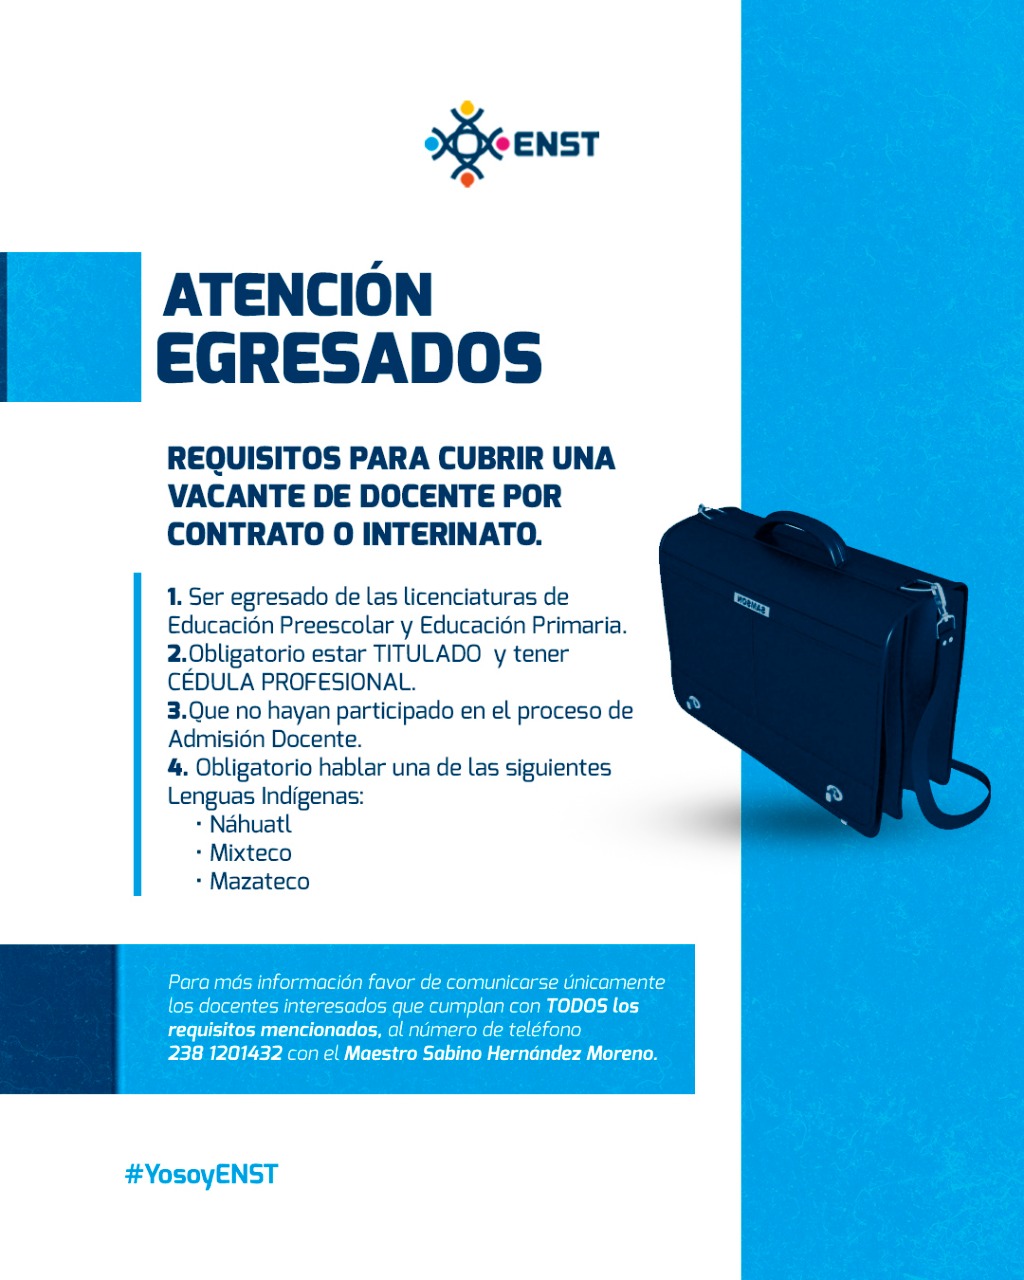 ENST
ATENCIÓN
EGRESADOS
REQUISITOS PARA CUBRIR UNA
VACANTE DE DOCENTE POR
CONTRATO O INTERINATO.
1. Ser egresado de las licenciaturas de
Educación Preescolar y Educación Primaria.
2.Obligatorio estar TITULADO y tener
CÉDULA PROFESIONAL.
3.Que no hayan participado en el proceso de
Admisión Docente.
4. Obligatorio hablar una de las siguientes
Lenguas Indígenas:
· Náhuatl
· Mixteco
· Mazateco
SAMSON
Para más información favor de comunicarse únicamente
los docentes interesados que cumplan con TODOS los
requisitos mencionados, al número de teléfono
238 1201432 con el Maestro Sabino Hernández Moreno.
#YosoyENST